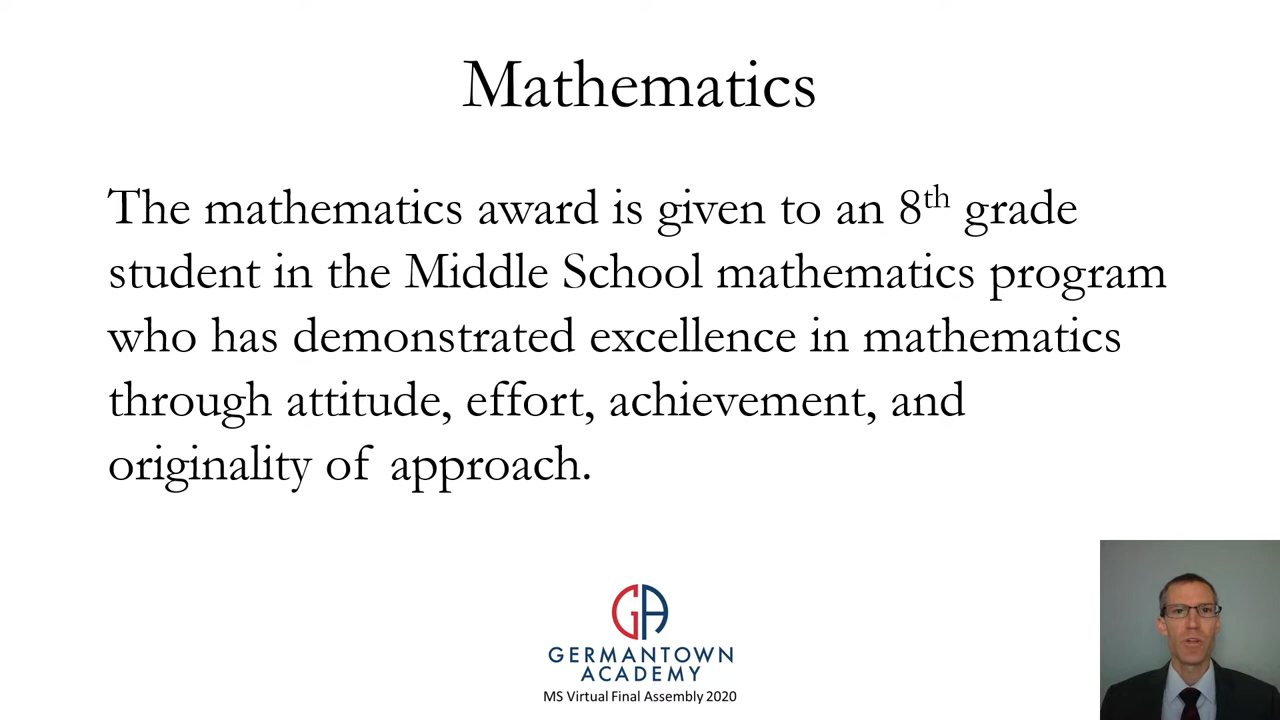 Mathematics
The mathematics award is given to an 8th grade
student in the Middle School mathematics program
who has demonstrated excellence in mathematics
through attitude, effort, achievement, and
originality of approach.
GA
GERMANTOWN
ACADEMY
MS Virtual Final Assembly 2020